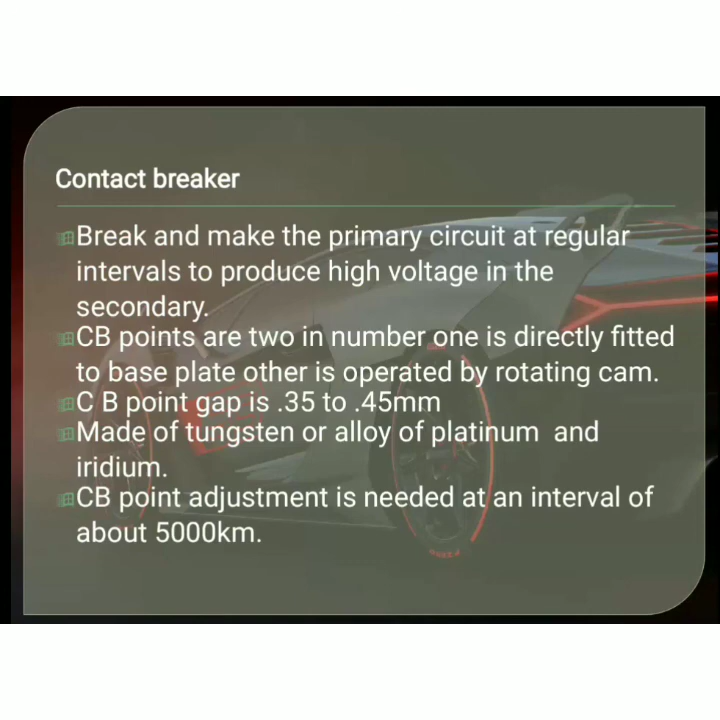 Contact breaker
Break and make the primary circuit at regular
intervals to produce high voltage in the
secondary.
CB points are two in number one is directly fitted
to base plate other is operated by rotating cam.
C B point gap is .35 to .45mm
Made of tungsten or alloy of platinum  and
iridium.
CB point adjustment is needed at an interval of
about 5000km.